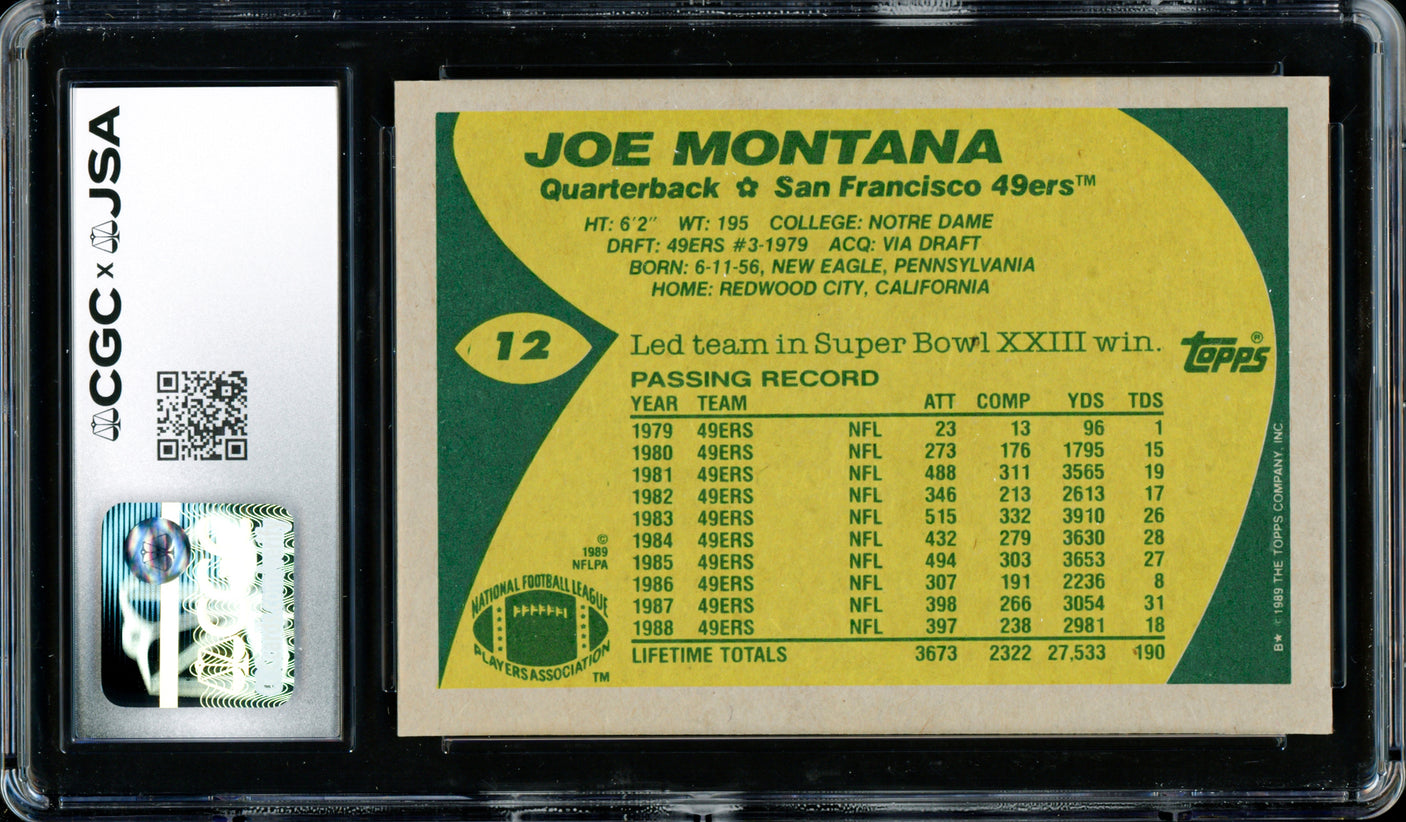 CGC x JSA
JOE MONTANA
Quarterback ✿ San Francisco 49ers™
HT: 6'2" WT: 195 COLLEGE: NOTRE DAME
DRFT: 49ERS #3-1979 ACQ: VIA DRAFT
BORN: 6-11-56, NEW EAGLE, PENNSYLVANIA
HOME: REDWOOD CITY, CALIFORNIA
12
Led team in Super Bowl XXIII win.
topps®
PASSING RECORD
YEAR TEAM ATT COMP YDS TDS
1979 49ERS NFL 23 13 96 1
1980 49ERS NFL 273 176 1795 15
1981 49ERS NFL 488 311 3565 19
1982 49ERS NFL 346 213 2613 17
1983 49ERS NFL 515 332 3910 26
1984 49ERS NFL 432 279 3630 28
1985 49ERS NFL 494 303 3653 27
1986 49ERS NFL 307 191 2236 8
1987 49ERS NFL 398 266 3054 31
1988 49ERS NFL 397 238 2981 18
LIFETIME TOTALS 3673 2322 27,533 190
©
1989
NFLPA
NATIONAL FOOTBALL LEAGUE
PLAYERS ASSOCIATION
TM
B★ © 1989 THE TOPPS COMPANY, INC.